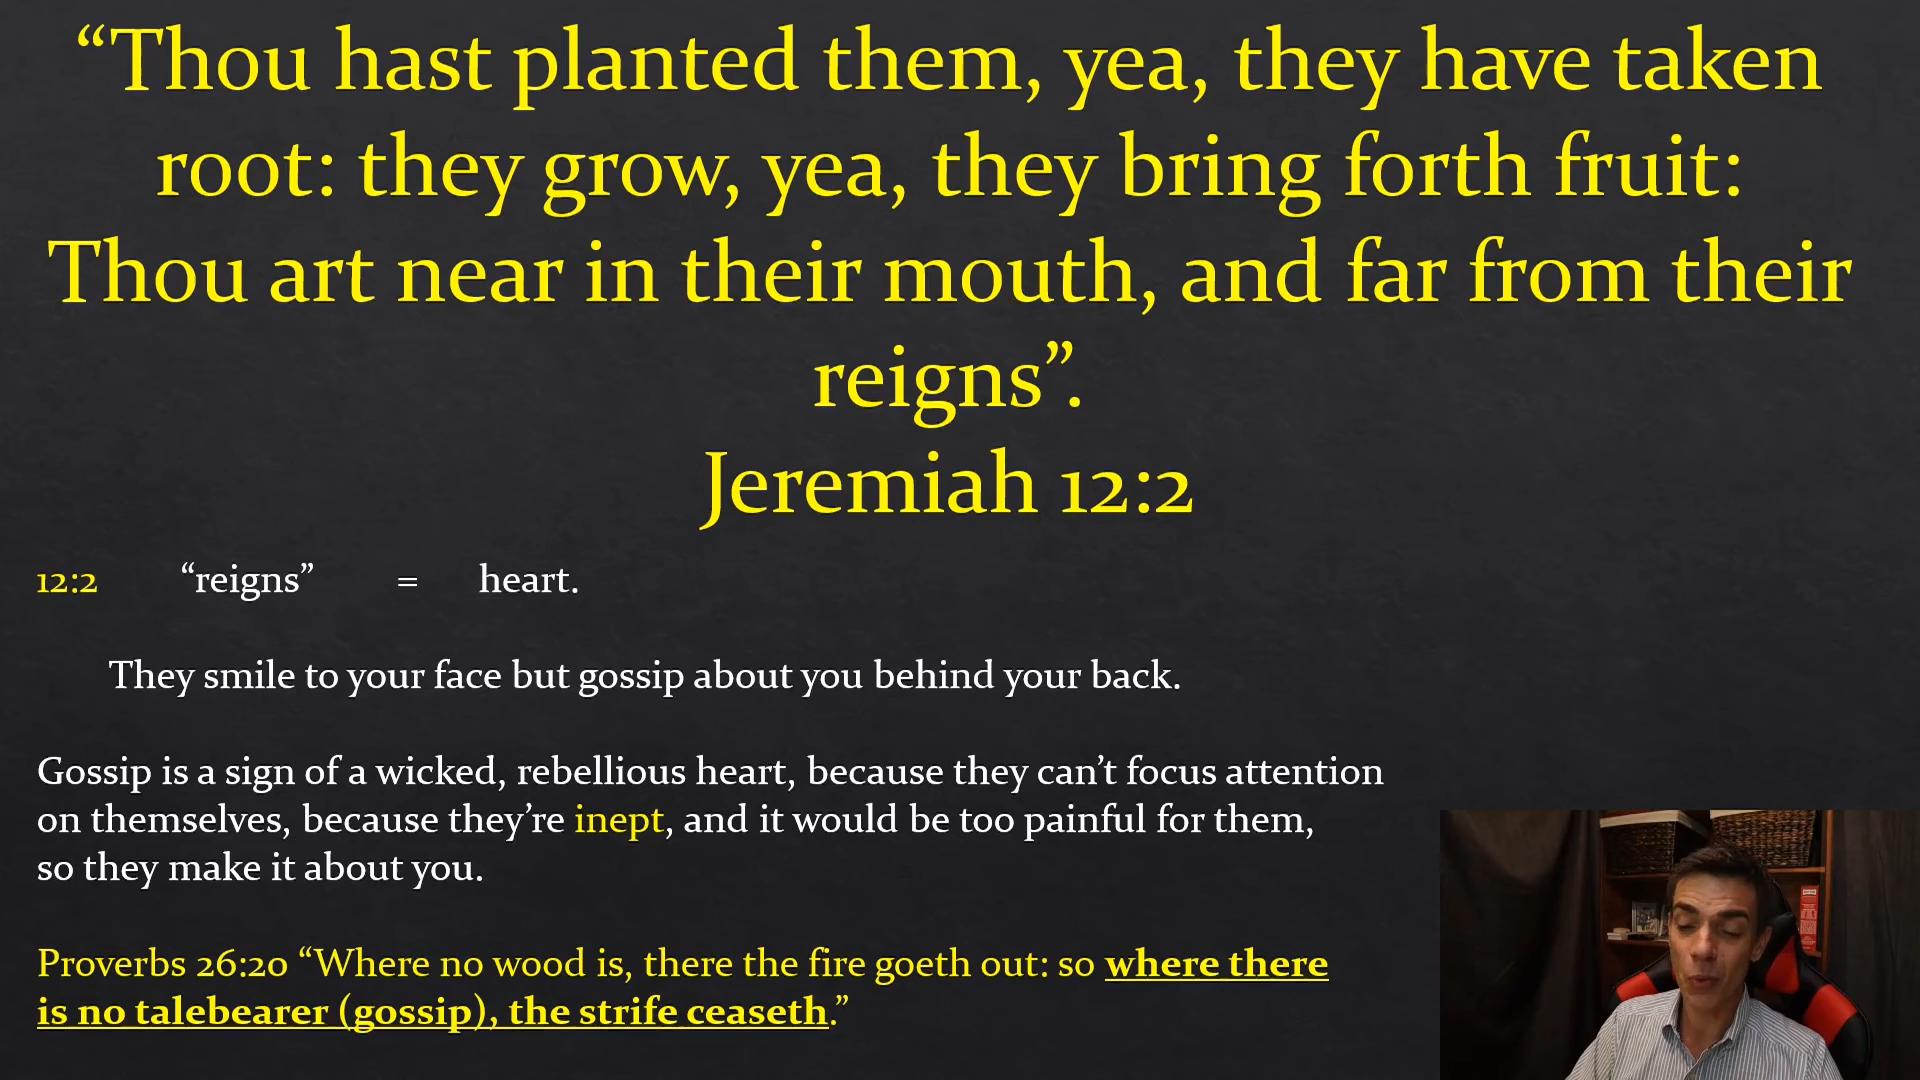 “Thou hast planted them, yea, they have taken
root: they grow, yea, they bring forth fruit:
Thou art near in their mouth, and far from their
reigns”.
Jeremiah 12:2
12:2 “reigns” = heart.
They smile to your face but gossip about you behind your back.
Gossip is a sign of a wicked, rebellious heart, because they can’t focus attention
on themselves, because they’re inept, and it would be too painful for them,
so they make it about you.
Proverbs 26:20 “Where no wood is, there the fire goeth out: so where there
is no talebearer (gossip), the strife ceaseth.”